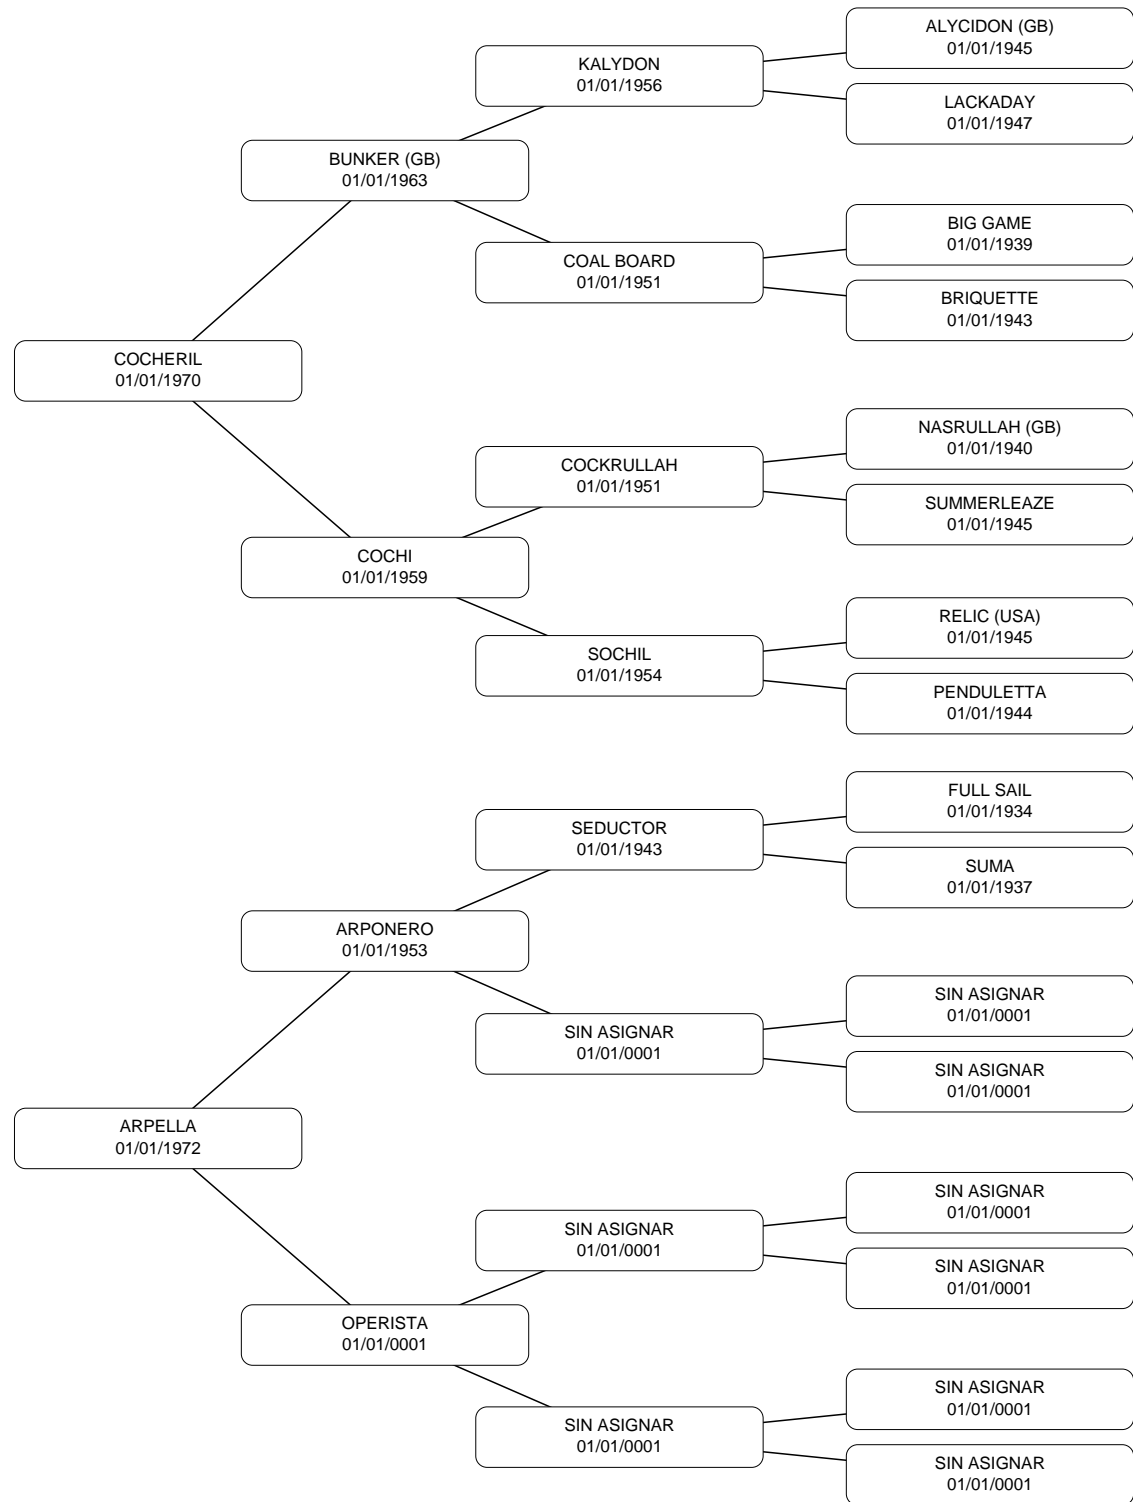 ALYCIDON (GB)
01/01/1945
KALYDON
01/01/1956
LACKADAY
01/01/1947
BUNKER (GB)
01/01/1963
BIG GAME
01/01/1939
COAL BOARD
01/01/1951
BRIQUETTE
01/01/1943
COCHERIL
01/01/1970
NASRULLAH (GB)
01/01/1940
COCKRULLAH
01/01/1951
SUMMERLEAZE
01/01/1945
COCHI
01/01/1959
RELIC (USA)
01/01/1945
SOCHIL
01/01/1954
PENDULETTA
01/01/1944
FULL SAIL
01/01/1934
SEDUCTOR
01/01/1943
SUMA
01/01/1937
ARPONERO
01/01/1953
SIN ASIGNAR
01/01/0001
SIN ASIGNAR
01/01/0001
SIN ASIGNAR
01/01/0001
ARPELLA
01/01/1972
SIN ASIGNAR
01/01/0001
SIN ASIGNAR
01/01/0001
SIN ASIGNAR
01/01/0001
OPERISTA
01/01/0001
SIN ASIGNAR
01/01/0001
SIN ASIGNAR
01/01/0001
SIN ASIGNAR
01/01/0001